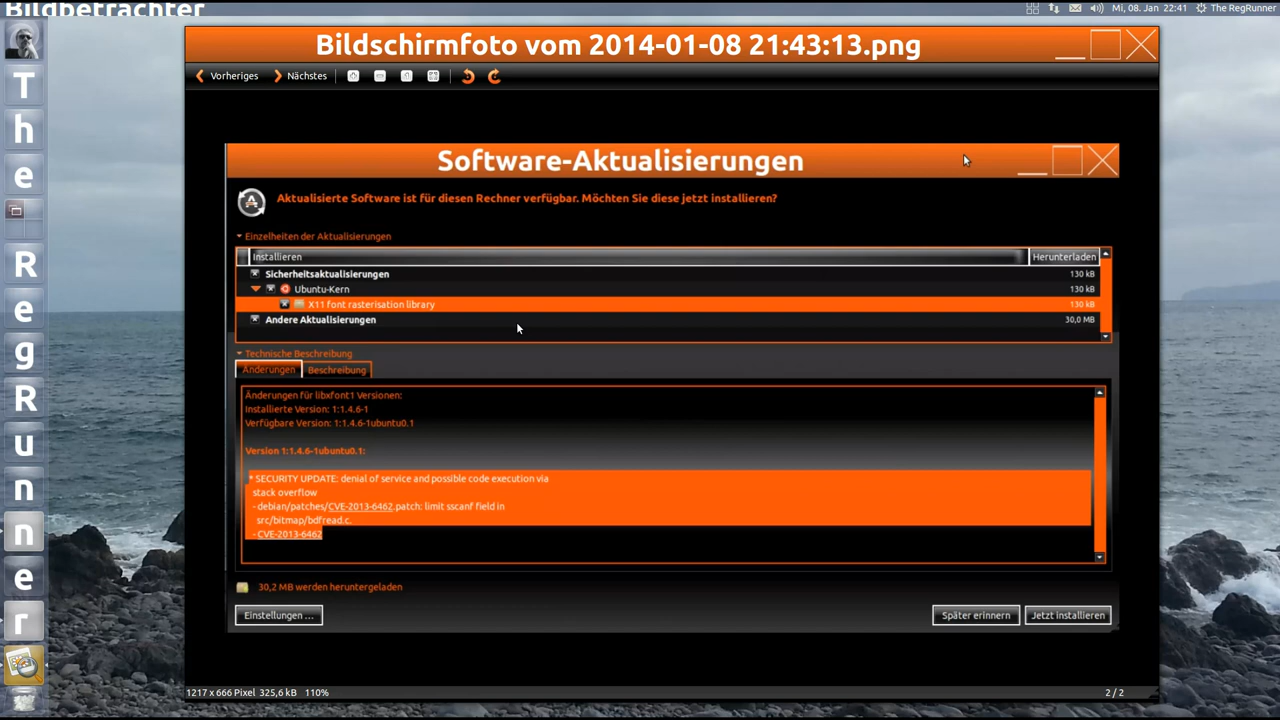 Bildbetrachter
Mi, 08. Jan 22:41 The RegRunner
Bildschirmfoto vom 2014-01-08 21:43:13.png
Vorheriges Nächstes
Software-Aktualisierungen
Aktualisierte Software ist für diesen Rechner verfügbar. Möchten Sie diese jetzt installieren?
Einzelheiten der Aktualisierungen
Installieren Herunterladen
Sicherheitsaktualisierungen 130 kB
Ubuntu-Kern 130 kB
X11 font rasterisation library 130 kB
Andere Aktualisierungen 30,0 MB
Technische Beschreibung
Änderungen Beschreibung
Änderungen für libxfont1 Versionen:
Installierte Version: 1:1.4.6-1
Verfügbare Version: 1:1.4.6-1ubuntu0.1
Version 1:1.4.6-1ubuntu0.1:
* SECURITY UPDATE: denial of service and possible code execution via
stack overflow
- debian/patches/CVE-2013-6462.patch: limit sscanf field in
src/bitmap/bdfread.c.
- CVE-2013-6462
30,2 MB werden heruntergeladen
Einstellungen ... Später erinnern Jetzt installieren
1217 x 666 Pixel 325,6 kB 110% 2 / 2
T
h
e
R
e
g
R
u
n
n
e
r